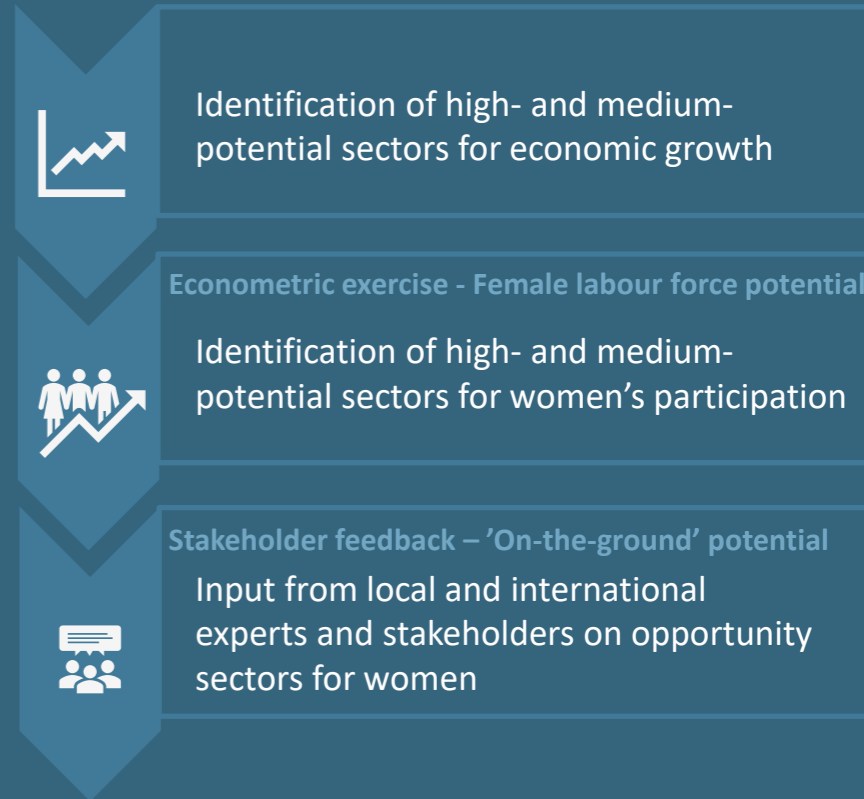 Identification of high- and medium-
potential sectors for economic growth
Econometric exercise - Female labour force potential
Identification of high- and medium-
potential sectors for women’s participation
Stakeholder feedback – ’On-the-ground’ potential
Input from local and international
experts and stakeholders on opportunity
sectors for women